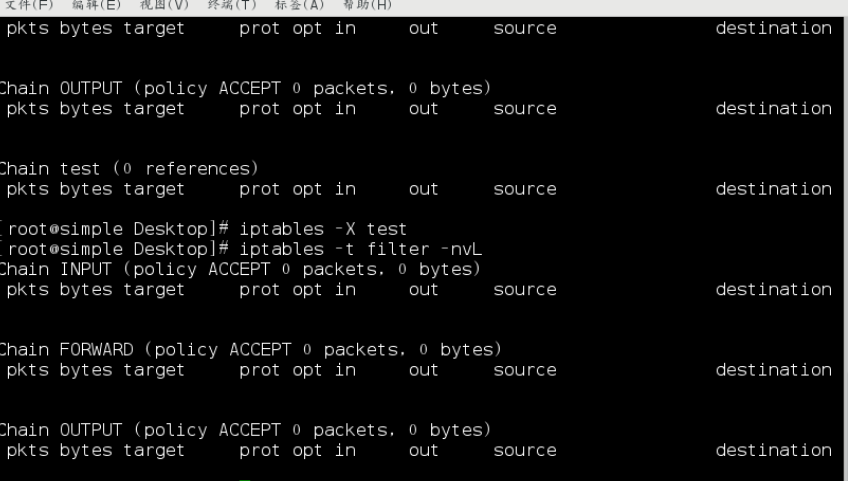 文件(F) 编辑(E) 视图(V) 终端(T) 标签(A) 帮助(H)
pkts bytes target prot opt in out source destination
Chain OUTPUT (policy ACCEPT 0 packets, 0 bytes)
pkts bytes target prot opt in out source destination
Chain test (0 references)
pkts bytes target prot opt in out source destination
[root@simple Desktop]# iptables -X test
[root@simple Desktop]# iptables -t filter -nvL
Chain INPUT (policy ACCEPT 0 packets, 0 bytes)
pkts bytes target prot opt in out source destination
Chain FORWARD (policy ACCEPT 0 packets, 0 bytes)
pkts bytes target prot opt in out source destination
Chain OUTPUT (policy ACCEPT 0 packets, 0 bytes)
pkts bytes target prot opt in out source destination